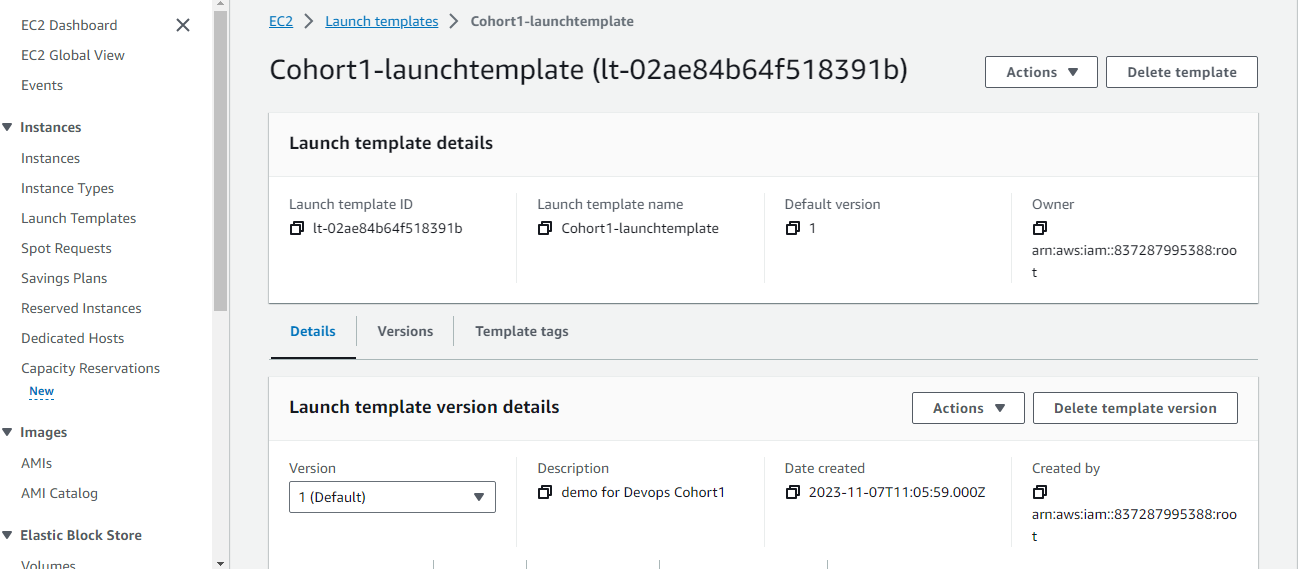 EC2 Dashboard
EC2 Global View
Events
Instances
Instances
Instance Types
Launch Templates
Spot Requests
Savings Plans
Reserved Instances
Dedicated Hosts
Capacity Reservations
New
Images
AMIs
AMI Catalog
Elastic Block Store
Volumes
EC2 > Launch templates > Cohort1-launchtemplate
Cohort1-launchtemplate (lt-02ae84b64f518391b)
Actions
Delete template
Launch template details
Launch template ID
lt-02ae84b64f518391b
Launch template name
Cohort1-launchtemplate
Default version
1
Owner
arn:aws:iam::837287995388:roo
t
Details
Versions
Template tags
Launch template version details
Actions
Delete template version
Version
1 (Default)
Description
demo for Devops Cohort1
Date created
2023-11-07T11:05:59.000Z
Created by
arn:aws:iam::837287995388:roo
t